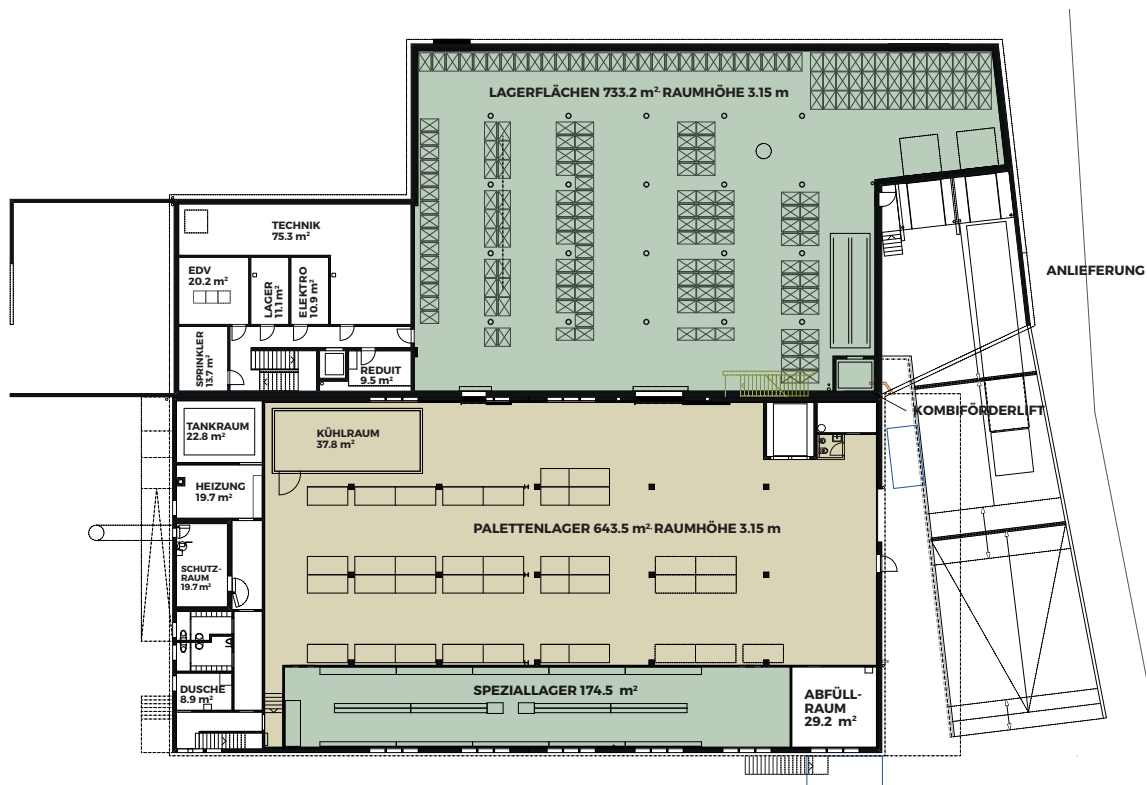 LAGERFLÄCHEN 733.2 m² RAUMHÖHE 3.15 m
TECHNIK
75.3 m²
EDV
20.2 m²
LAGER
11.1 m²
ELEKTRO
10.9 m²
ANLIEFERUNG
SPRINKLER
13.7 m²
REDUIT
9.5 m²
KOMBIFÖRDERLIFT
TANKRAUM
22.8 m²
KÜHLRAUM
37.8 m²
HEIZUNG
19.7 m²
PALETTENLAGER 643.5 m² RAUMHÖHE 3.15 m
SCHUTZ-
RAUM
19.7 m²
DUSCHE
8.9 m²
SPEZIALLAGER 174.5 m²
ABFÜLL-
RAUM
29.2 m²